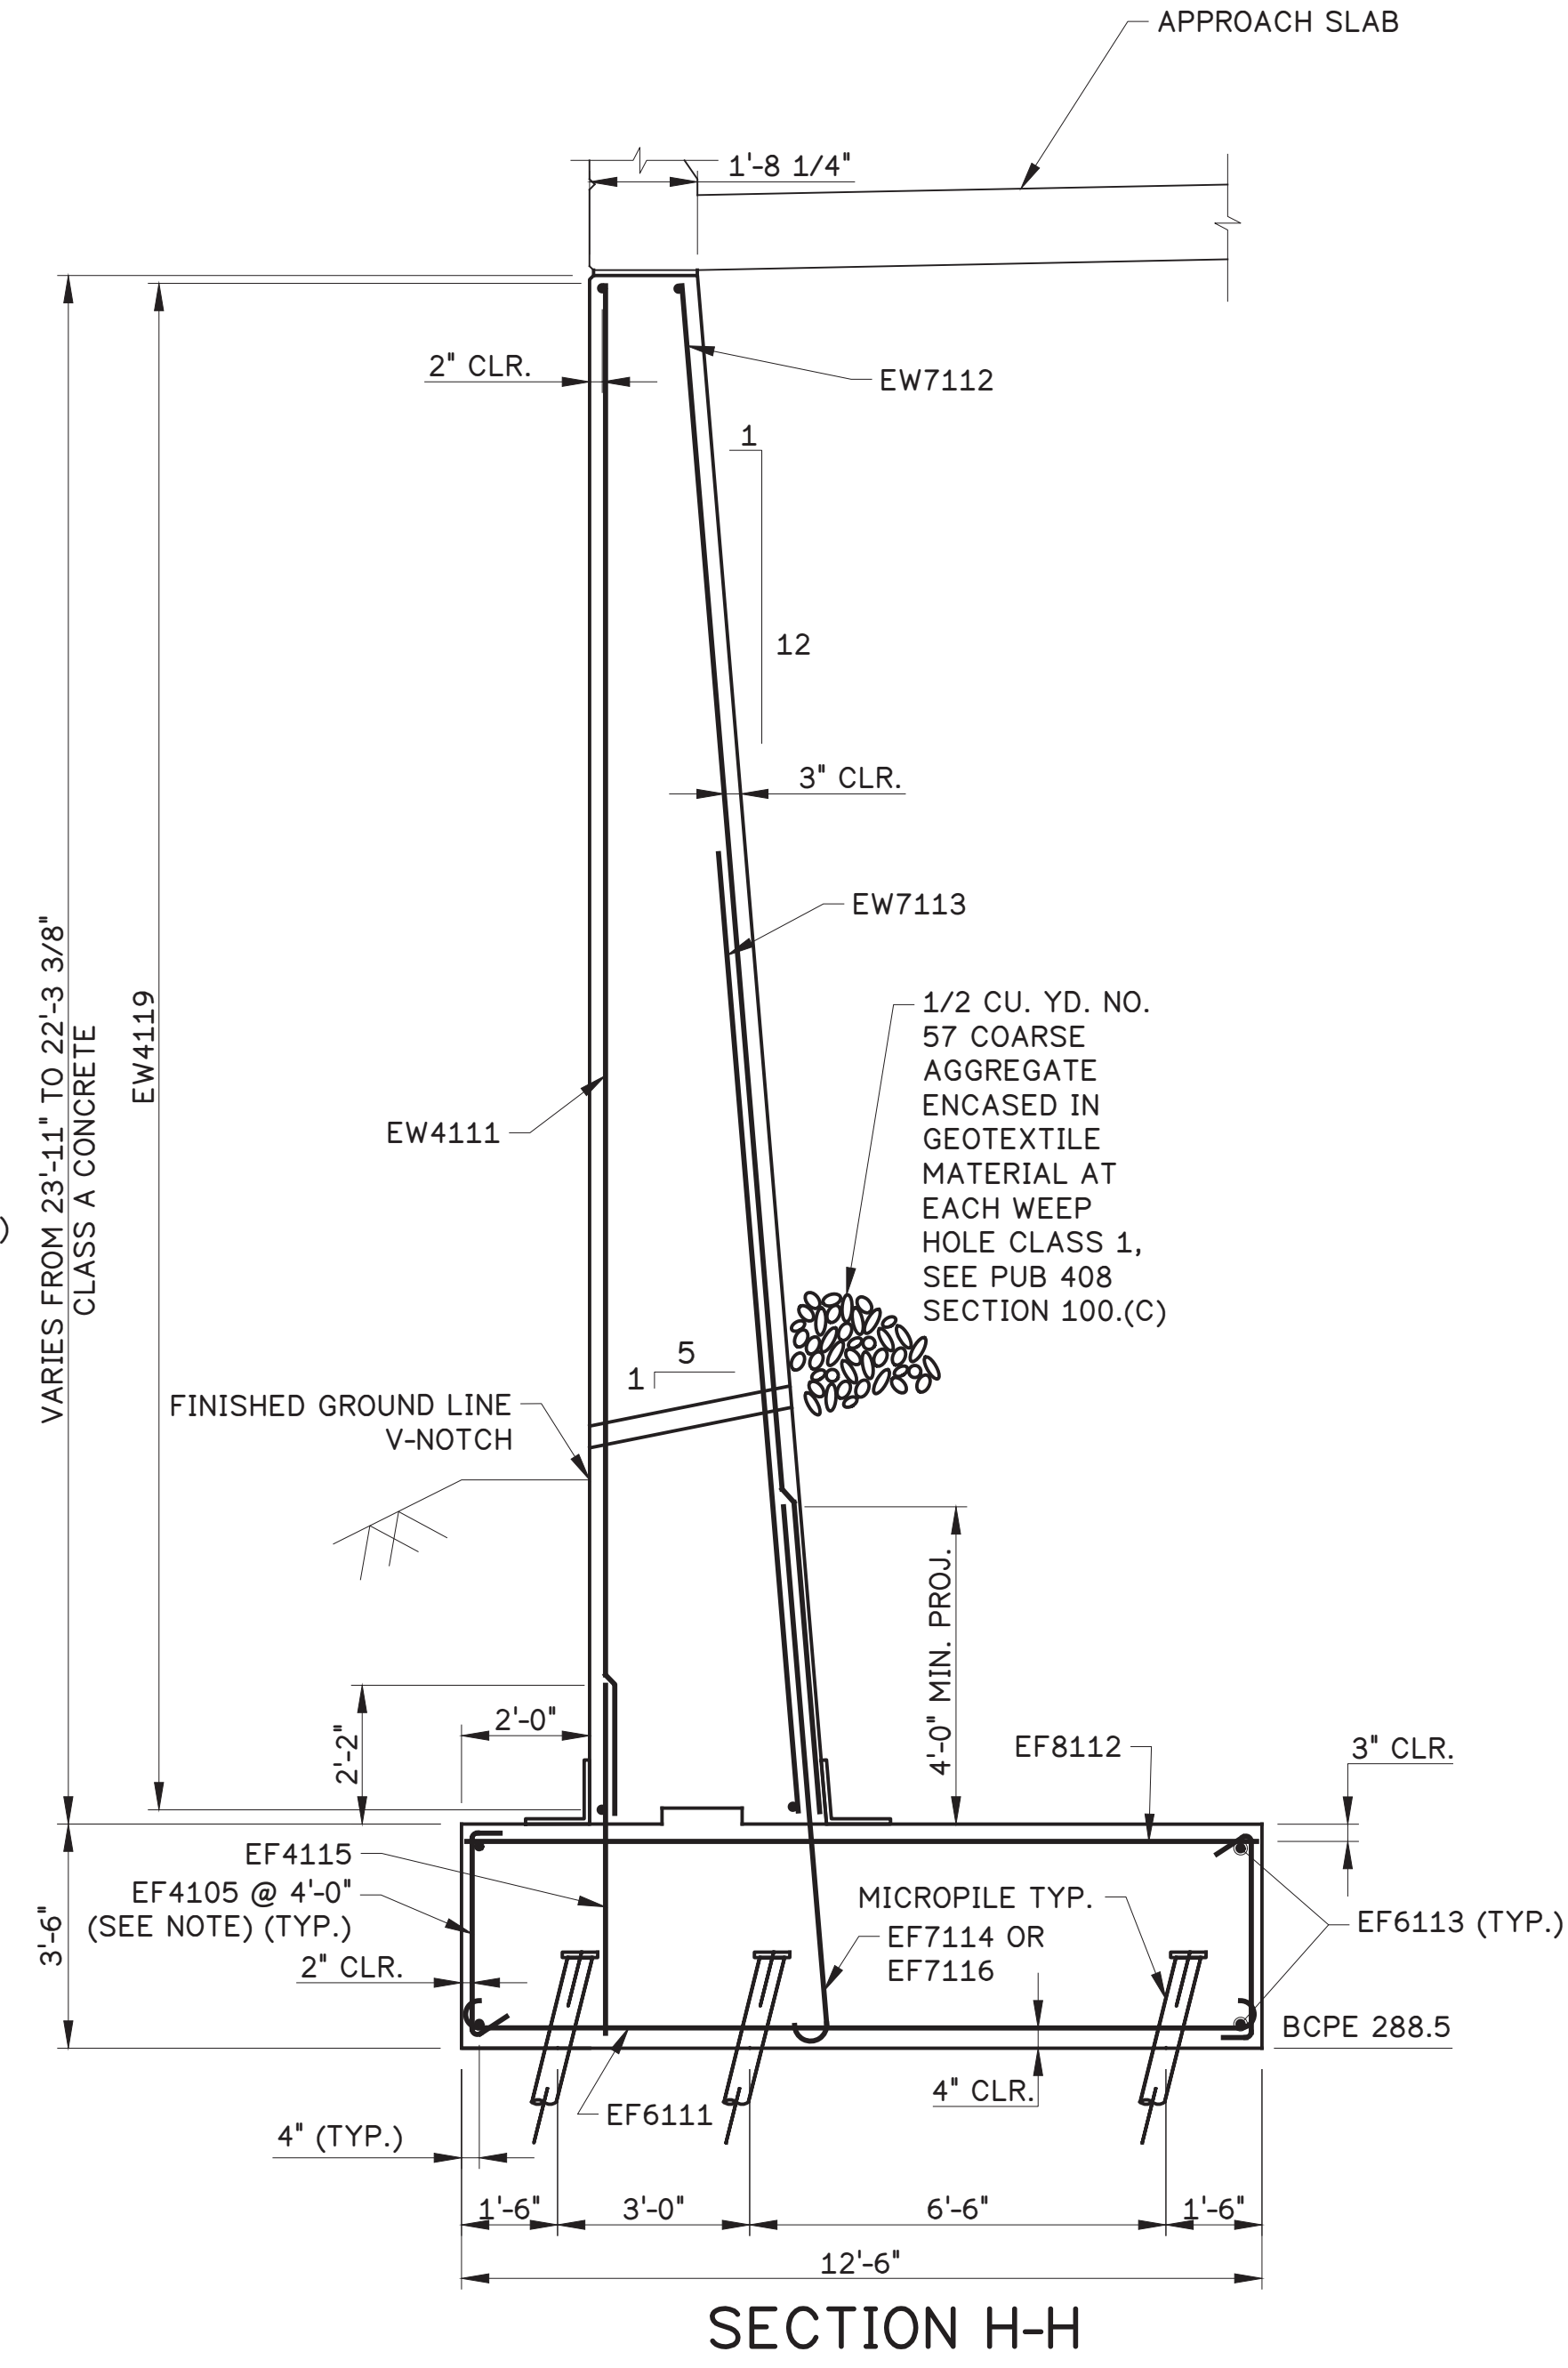 APPROACH SLAB
1'-8 1/4"
2" CLR.
EW7112
1
12
3" CLR.
EW7113
VARIES FROM 23'-11" TO 22'-3 3/8"
CLASS A CONCRETE
EW4119
1/2 CU. YD. NO.
57 COARSE
AGGREGATE
ENCASED IN
GEOTEXTILE
MATERIAL AT
EACH WEEP
HOLE CLASS 1,
SEE PUB 408
SECTION 100.(C)
EW4111
)
5
1
FINISHED GROUND LINE
V-NOTCH
4'-0" MIN. PROJ.
2'-0"
2'-2"
EF8112
3" CLR.
EF4115
EF4105 @ 4'-0"
(SEE NOTE) (TYP.)
MICROPILE TYP.
EF7114 OR
EF7116
EF6113 (TYP.)
3'-6"
2" CLR.
BCPE 288.5
4" CLR.
EF6111
4" (TYP.)
1'-6"
3'-0"
6'-6"
1'-6"
12'-6"
SECTION H-H